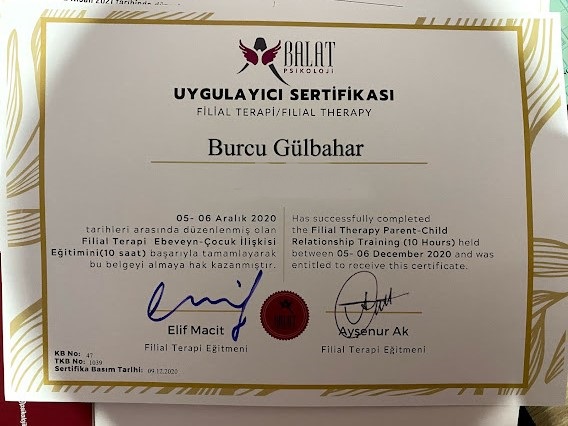 BALAT
PSİKOLOJİ
UYGULAYICI SERTİFİKASI
FİLİAL TERAPİ/FILIAL THERAPY
Burcu Gülbahar
05- 06 Aralık 2020
tarihleri arasında düzenlenmiş olan
Filial Terapi Ebeveyn-Çocuk İlişkisi
Eğitimini(10 saat) başarıyla tamamlayarak
bu belgeyi almaya hak kazanmıştır.
Has successfully completed
the Filial Therapy Parent-Child
Relationship Training (10 Hours) held
between 05- 06 December 2020 and was
entitled to receive this certificate.
Elif Macit
Filial Terapi Eğitmeni
Ayşenur Ak
Filial Terapi Eğitmeni
KB No: 47
TKB No: 1039
Sertifika Basım Tarihi: 09.12.2020